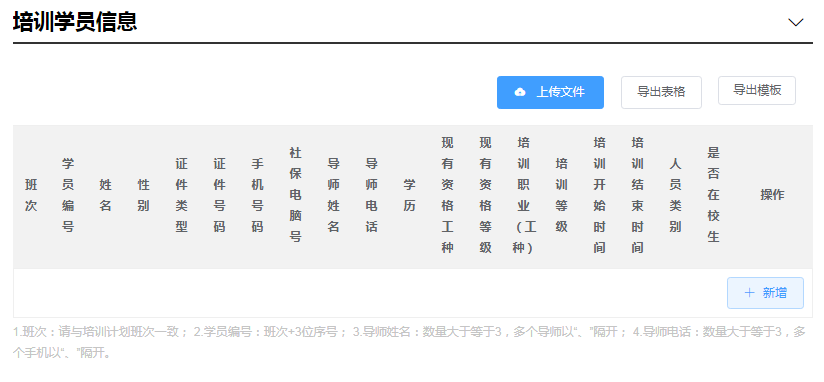 培训学员信息
上传文件 导出表格 导出模板
班次 学员编号 姓名 性别 证件类型 证件号码 手机号码 社保电脑号 导师姓名 导师电话 学历 现有资格工种 现有资格等级 培训职业（工种） 培训等级 培训开始时间 培训结束时间 人员类别 是否在校生 操作
新增
1.班次：请与培训计划班次一致； 2.学员编号：班次+3位序号； 3.导师姓名：数量大于等于3，多个导师以“、”隔开； 4.导师电话：数量大于等于3，多
个手机以“、”隔开。